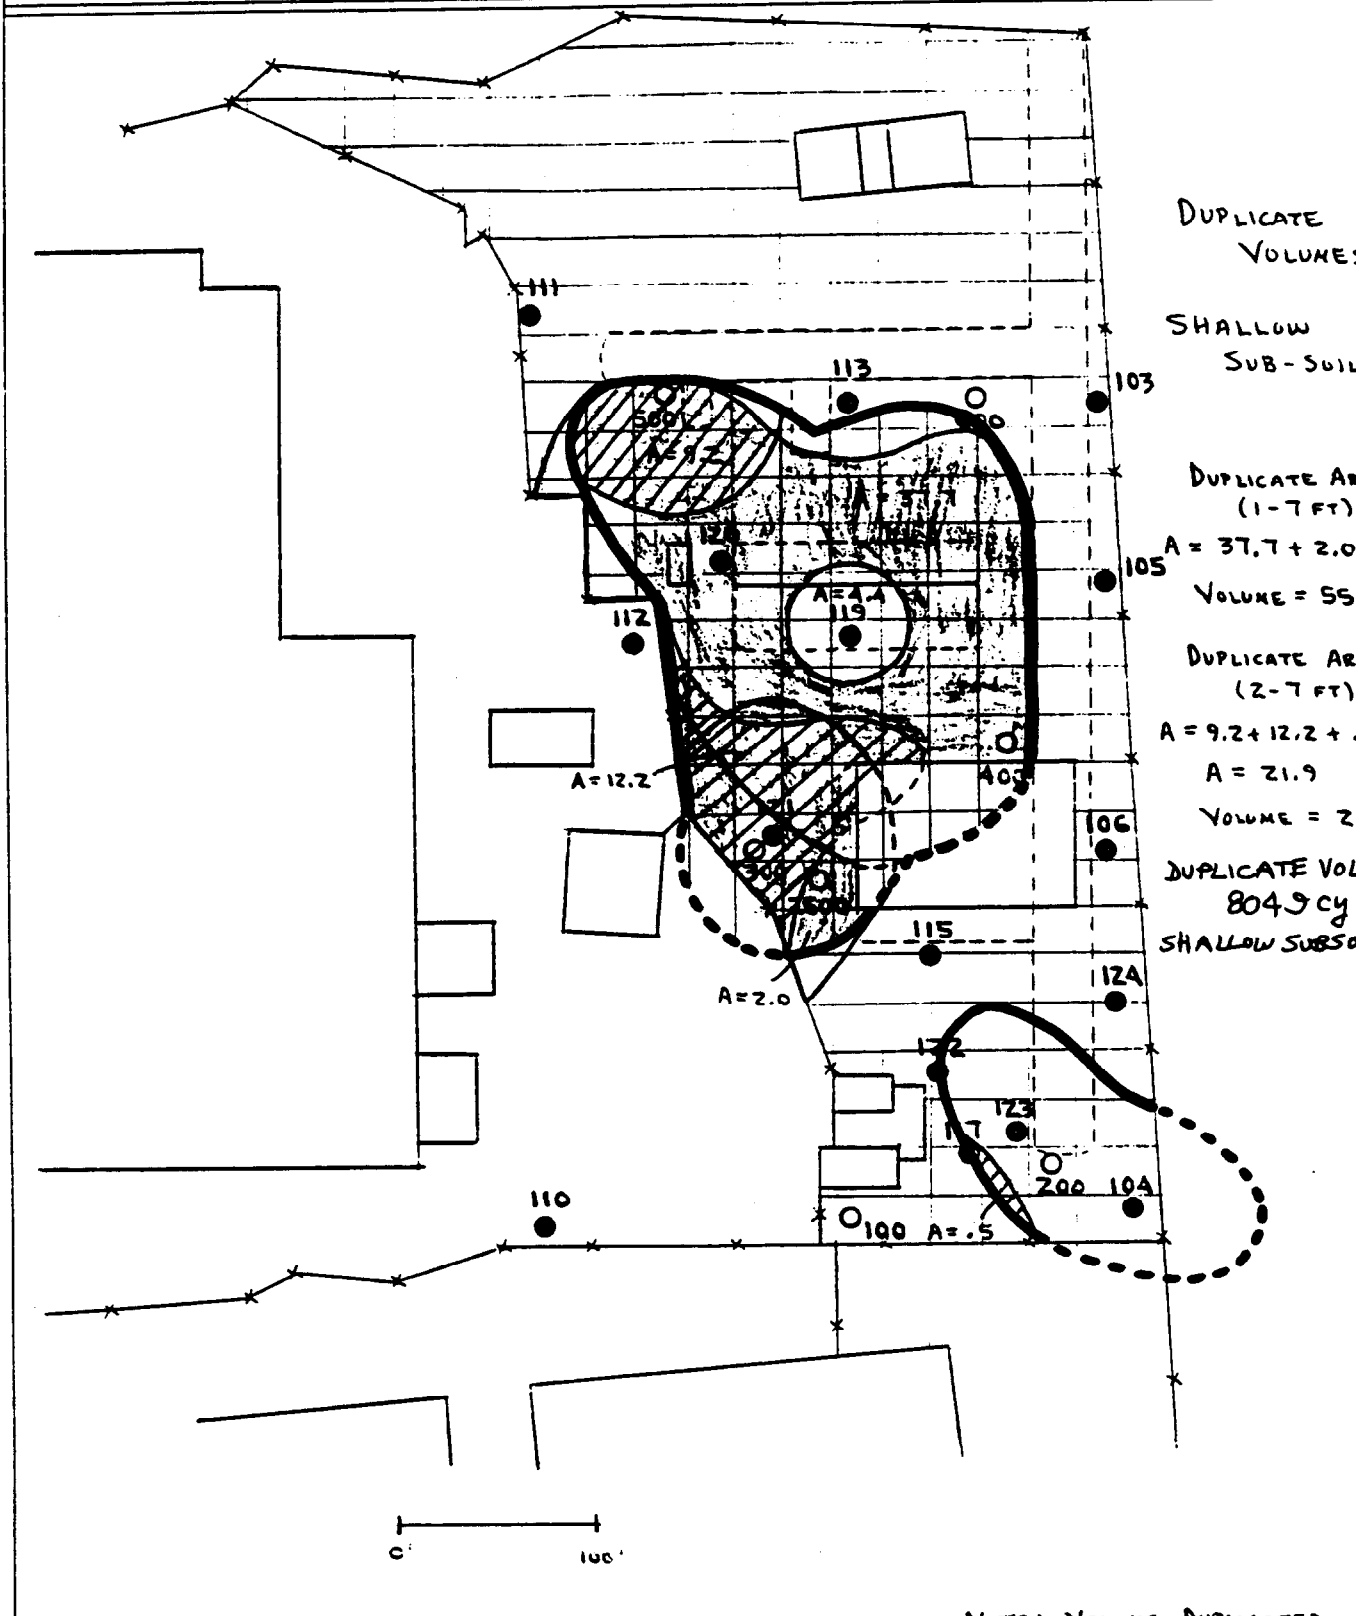 DUPLICATE
VOLUMES
SHALLOW
SUB-SOIL
DUPLICATE AR
(1-7 FT)
A = 37.7 + 2.0
VOLUME = 55
DUPLICATE AR
(2-7 FT)
A = 9.2 + 12.2 + .
A = 21.9
VOLUME = 2
DUPLICATE VOL
8049 CY
SHALLOW SUBSO
111
113
103
500
A = 9.2
105
A=4.4
119
112
A=12.2
400
106
300
115
A=2.0
124
122
123
117
200
104
110
100
A=.5
0'
100'